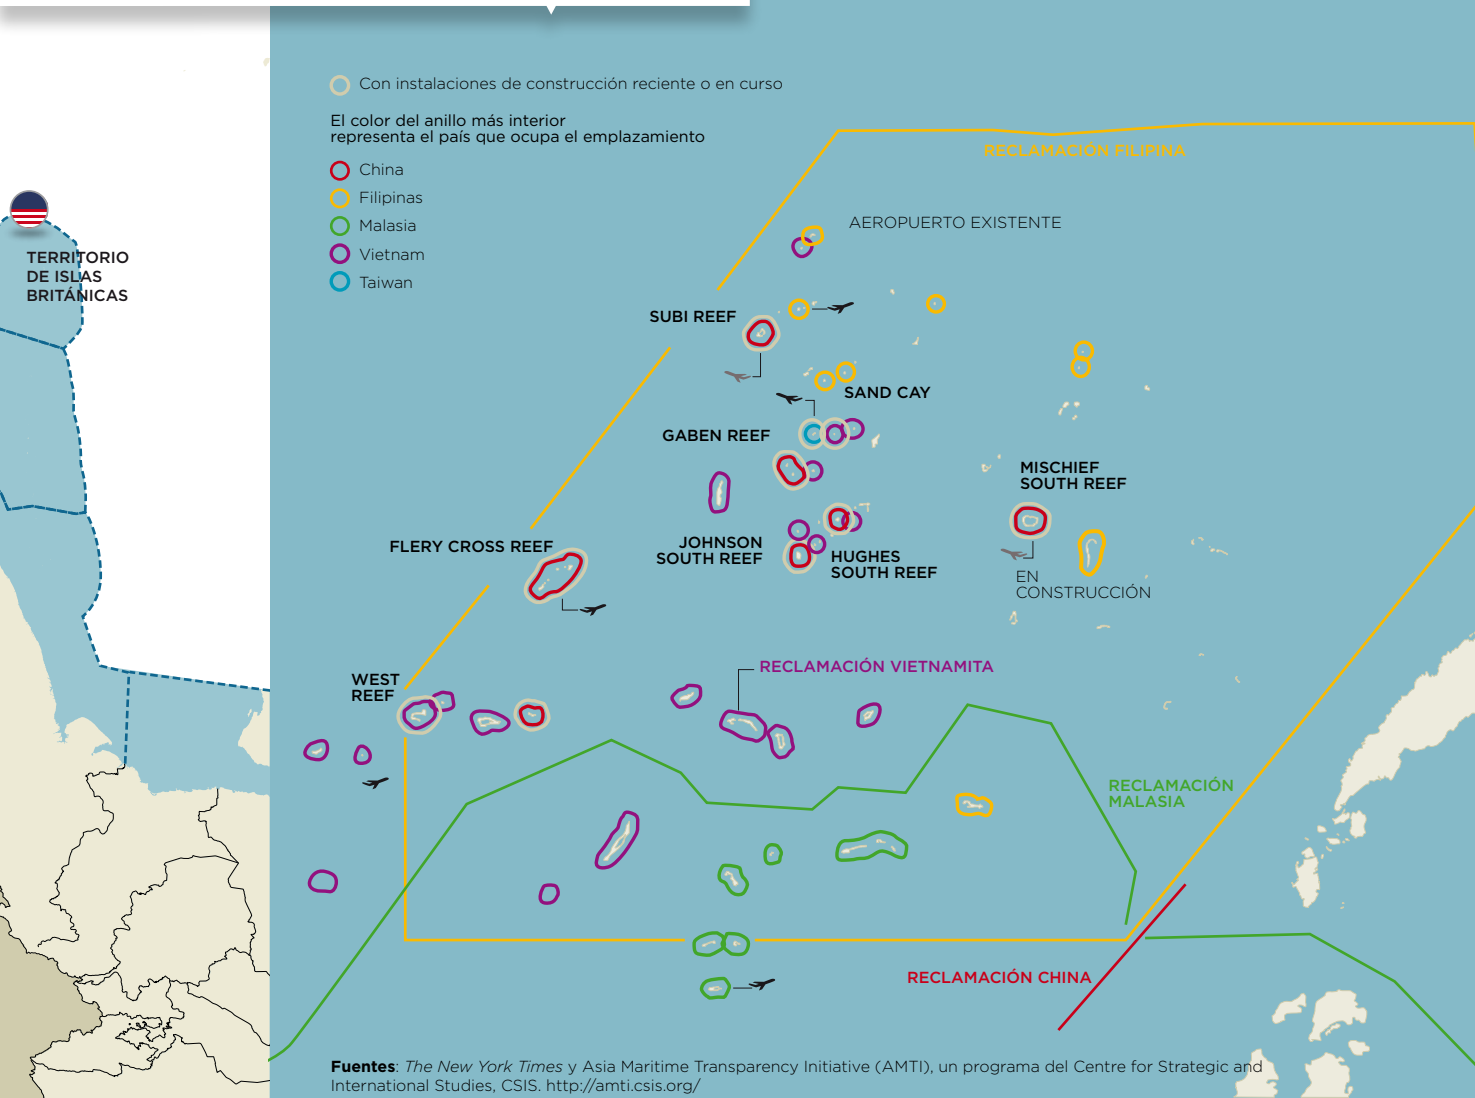 Con instalaciones de construcción reciente o en curso
El color del anillo más interior
representa el país que ocupa el emplazamiento
China
Filipinas
Malasia
Vietnam
Taiwan
RECLAMACIÓN FILIPINA
AEROPUERTO EXISTENTE
TERRITORIO
DE ISLAS
BRITÁNICAS
SUBI REEF
SAND CAY
GABEN REEF
MISCHIEF
SOUTH REEF
FLERY CROSS REEF
JOHNSON
SOUTH REEF
HUGHES
SOUTH REEF
EN
CONSTRUCCIÓN
WEST
REEF
RECLAMACIÓN VIETNAMITA
RECLAMACIÓN
MALASIA
RECLAMACIÓN CHINA
Fuentes: The New York Times y Asia Maritime Transparency Initiative (AMTI), un programa del Centre for Strategic and
International Studies, CSIS. http://amti.csis.org/